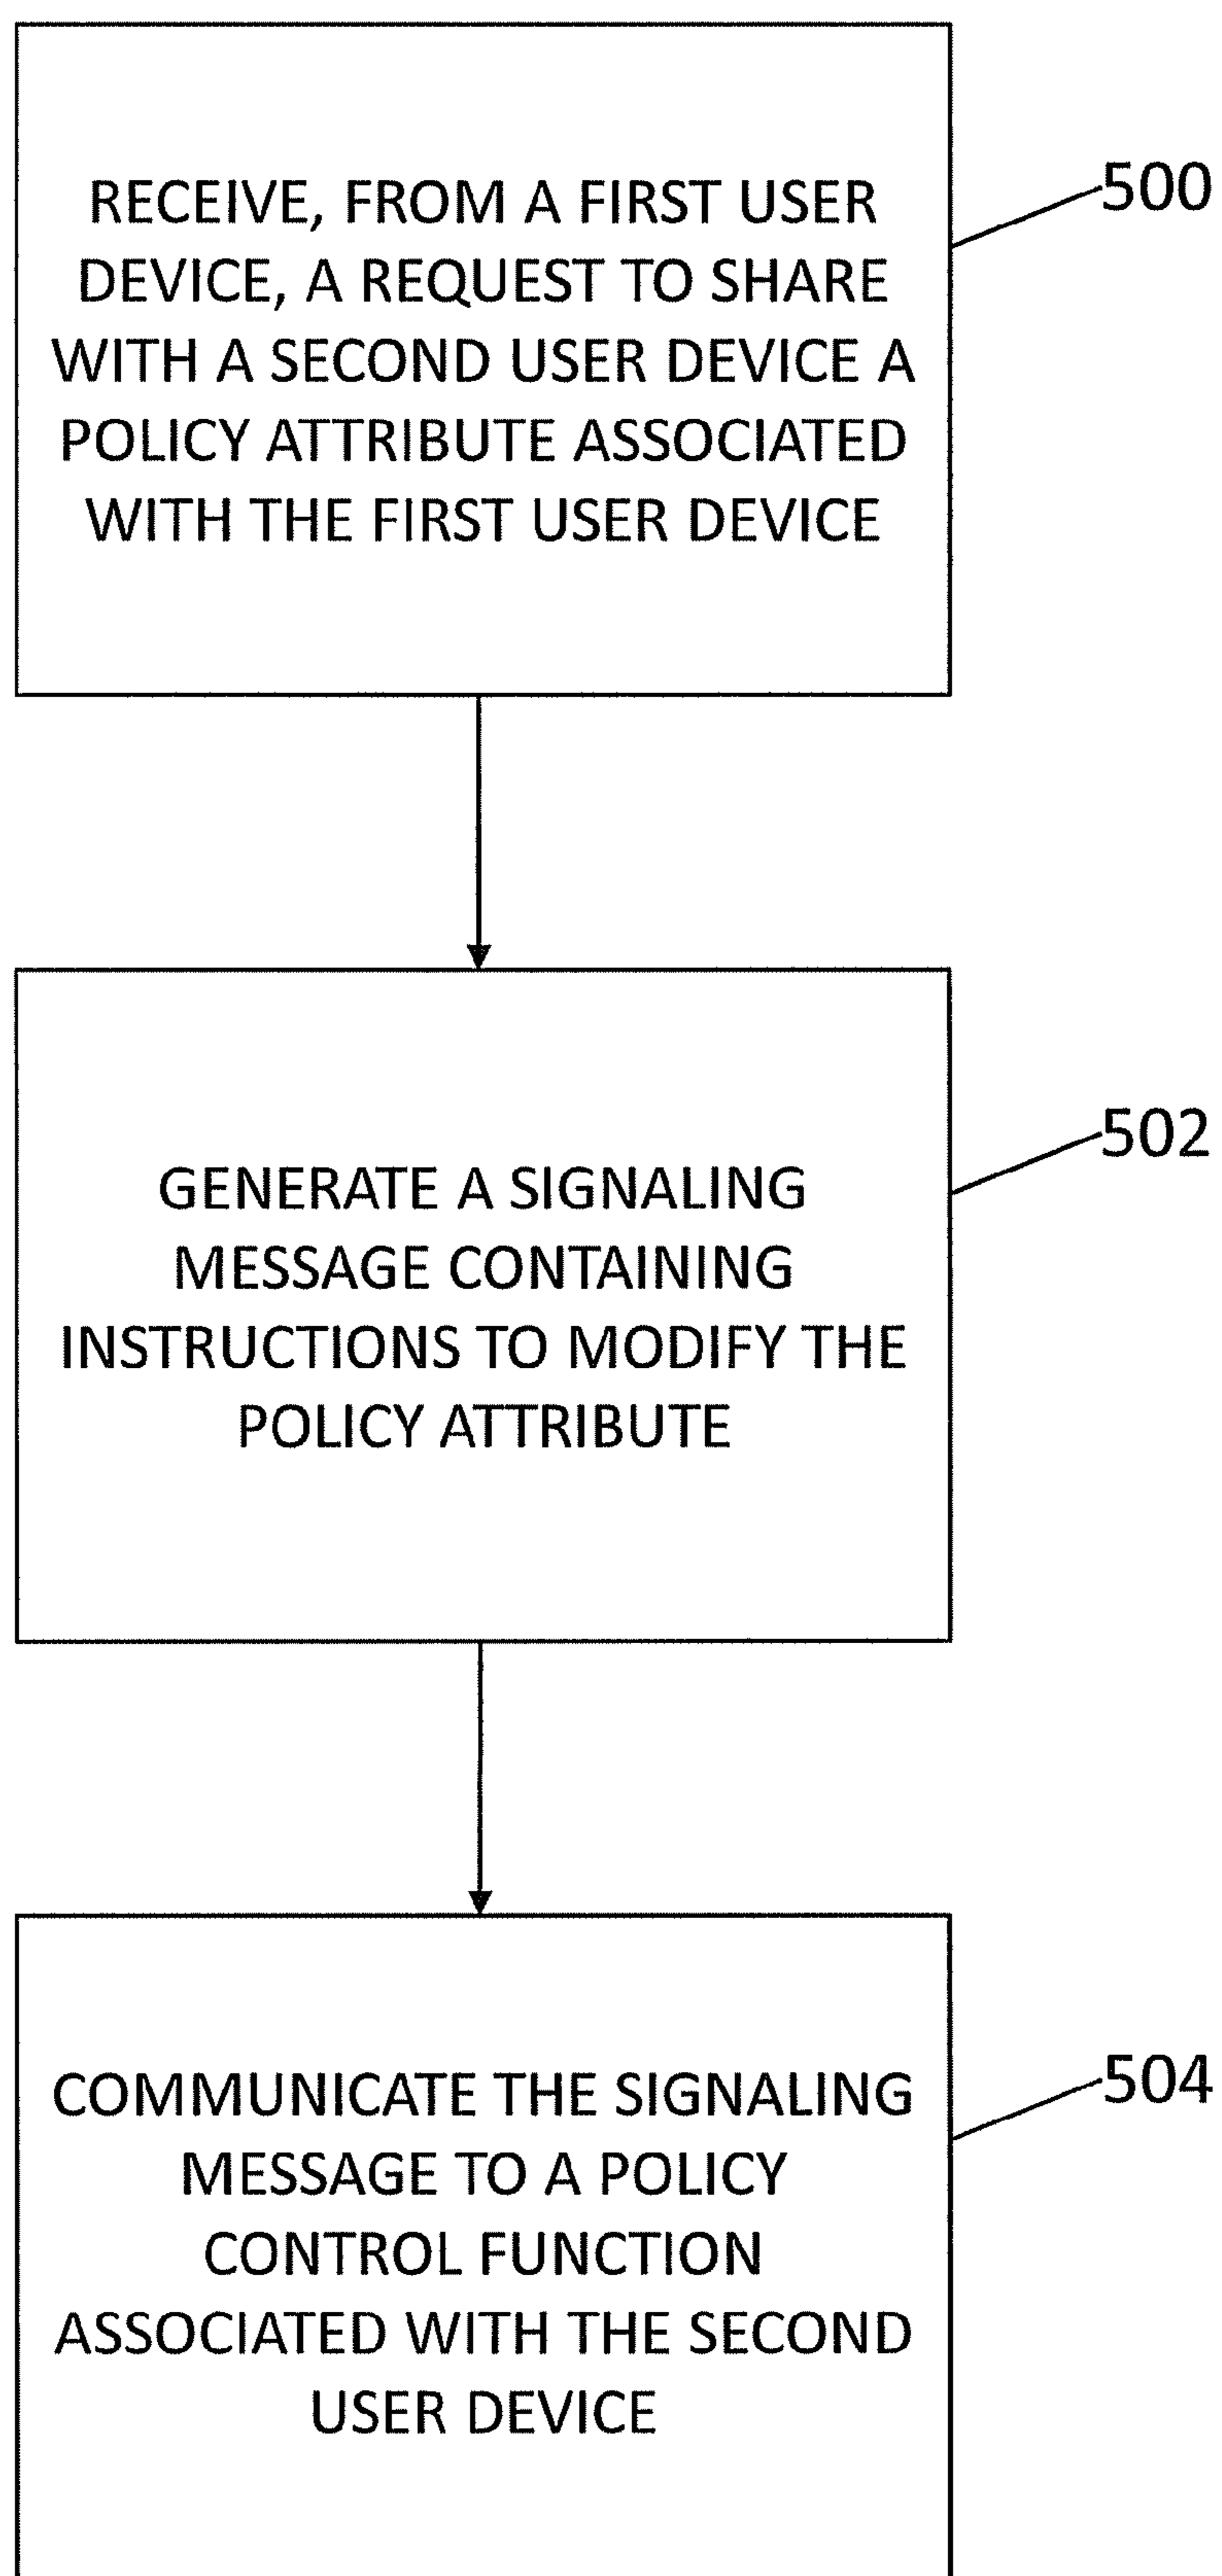 RECEIVE, FROM A FIRST USER
DEVICE, A REQUEST TO SHARE
WITH A SECOND USER DEVICE A
POLICY ATTRIBUTE ASSOCIATED
WITH THE FIRST USER DEVICE
500
GENERATE A SIGNALING
MESSAGE CONTAINING
INSTRUCTIONS TO MODIFY THE
POLICY ATTRIBUTE
502
COMMUNICATE THE SIGNALING
MESSAGE TO A POLICY
CONTROL FUNCTION
ASSOCIATED WITH THE SECOND
USER DEVICE
504